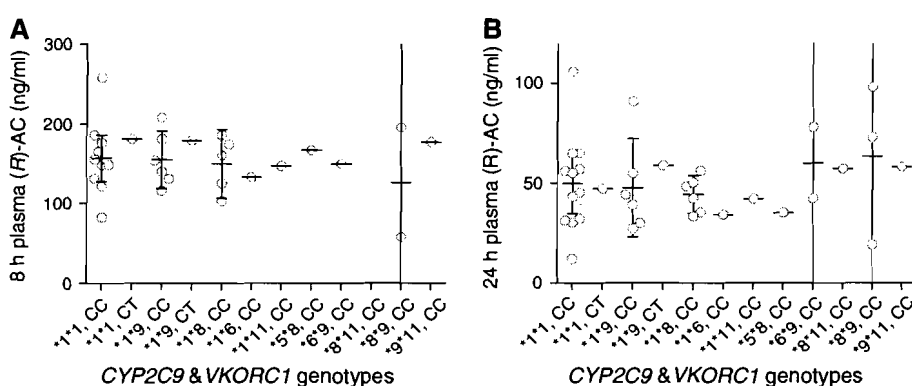 A
300
200
100
0
8 h plasma (R)-AC (ng/ml)
*1*1, CC
*1*1, CT
*1*9, CC
*1*9, CT
*1*8, CC
*1*6, CC
*1*11, CC
*5*8, CC
*6*9, CC
*8*11, CC
*8*9, CC
*9*11, CC
CYP2C9 & VKORC1 genotypes
B
100
50
0
24 h plasma (R)-AC (ng/ml)
*1*1, CC
*1*1, CT
*1*9, CC
*1*9, CT
*1*8, CC
*1*6, CC
*1*11, CC
*5*8, CC
*6*9, CC
*8*11, CC
*8*9, CC
*9*11, CC
CYP2C9 & VKORC1 genotypes